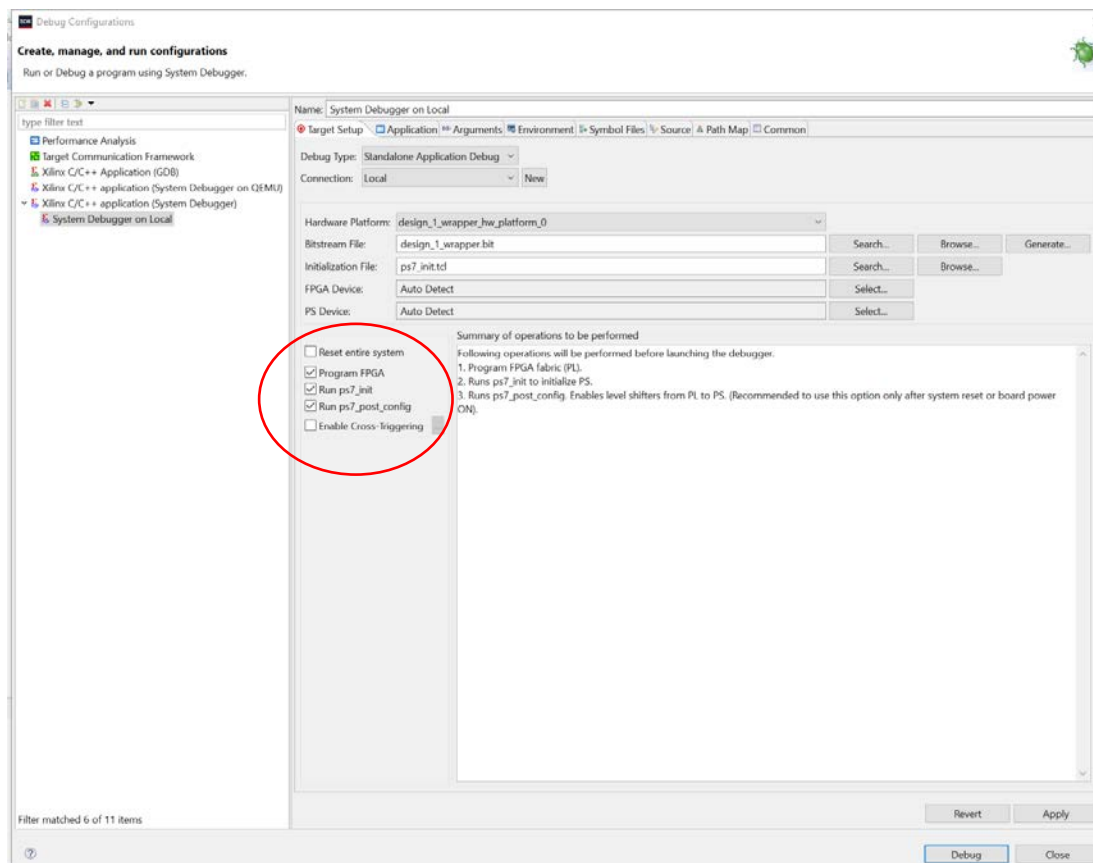 SDK Debug Configurations
Create, manage, and run configurations
Run or Debug a program using System Debugger.
type filter text
Performance Analysis
Target Communication Framework
Xilinx C/C++ Application (GDB)
Xilinx C/C++ application (System Debugger on QEMU)
Xilinx C/C++ application (System Debugger)
System Debugger on Local
Filter matched 6 of 11 items
Name: System Debugger on Local
Target Setup Application Arguments Environment Symbol Files Source Path Map Common
Debug Type: Standalone Application Debug
Connection: Local New
Hardware Platform: design_1_wrapper_hw_platform_0
Bitstream File: design_1_wrapper.bit Search... Browse... Generate...
Initialization File: ps7_init.tcl Search... Browse...
FPGA Device: Auto Detect Select...
PS Device: Auto Detect Select...
Reset entire system
Program FPGA
Run ps7_init
Run ps7_post_config
Enable Cross-Triggering
Summary of operations to be performed
Following operations will be performed before launching the debugger.
1. Program FPGA fabric (PL).
2. Runs ps7_init to initialize PS.
3. Runs ps7_post_config. Enables level shifters from PL to PS. (Recommended to use this option only after system reset or board power
ON).
Revert Apply
Debug Close